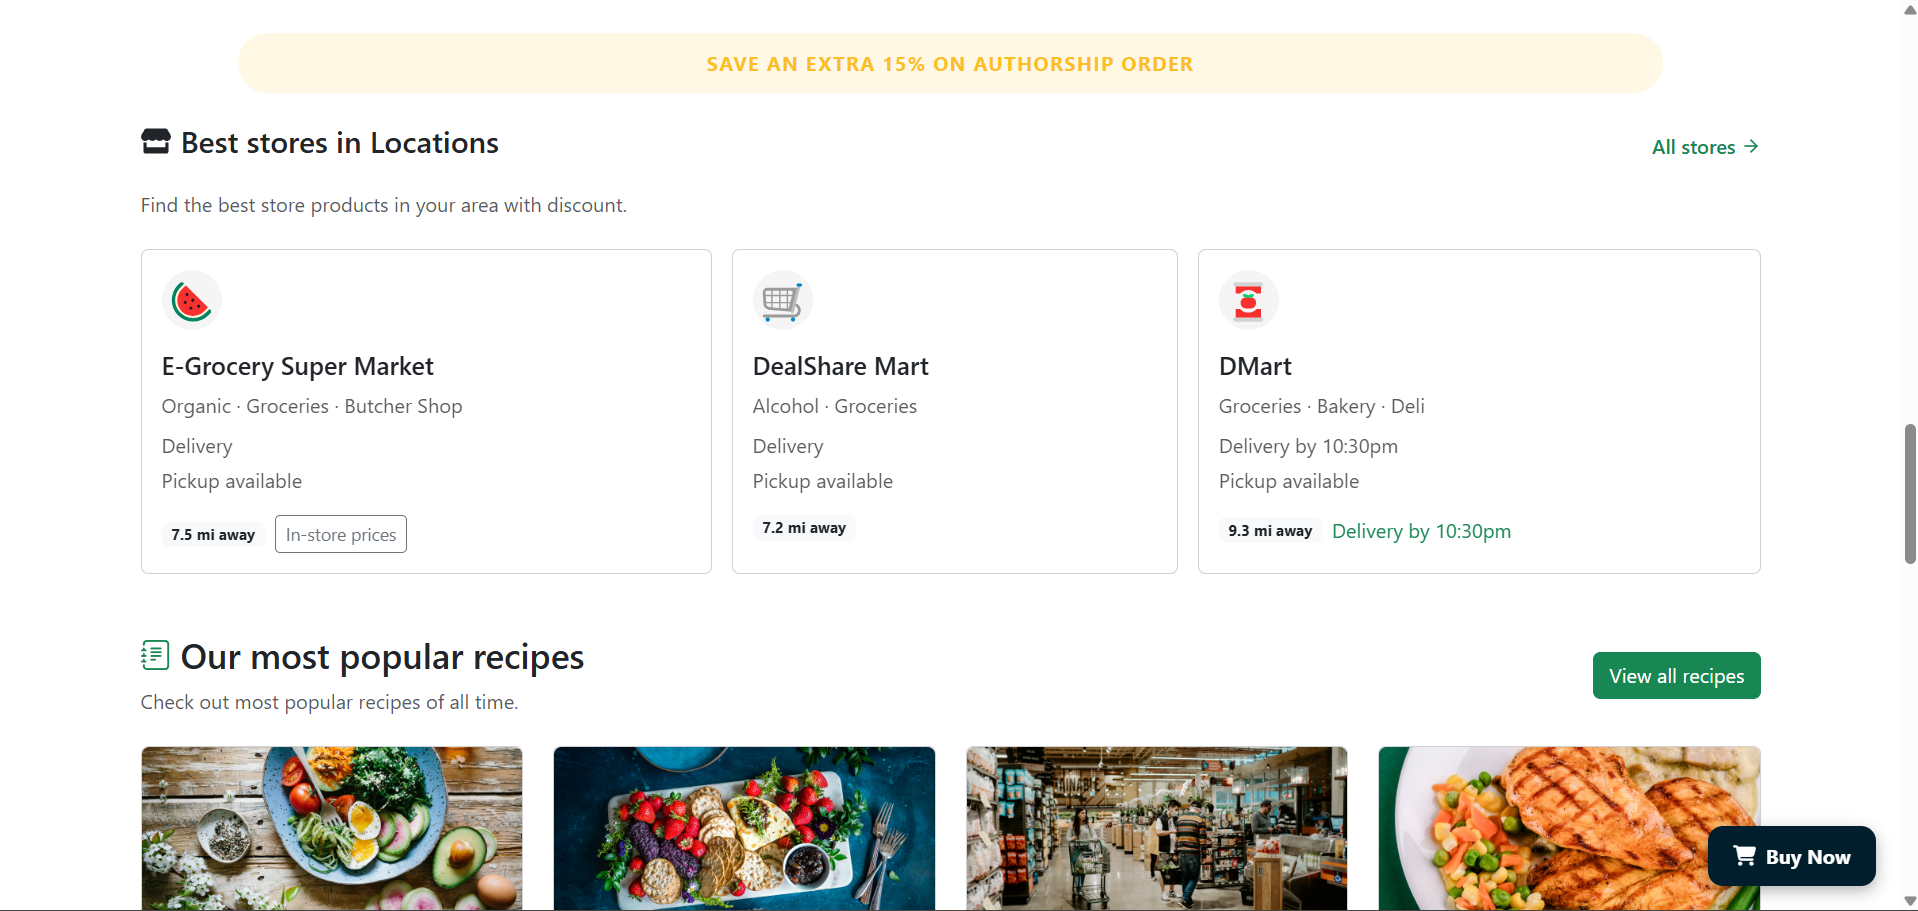 SAVE AN EXTRA 15% ON AUTHORSHIP ORDER
Best stores in Locations
All stores →
Find the best store products in your area with discount.
E-Grocery Super Market
Organic · Groceries · Butcher Shop
Delivery
Pickup available
7.5 mi away In-store prices
DealShare Mart
Alcohol · Groceries
Delivery
Pickup available
7.2 mi away
DMart
Groceries · Bakery · Deli
Delivery by 10:30pm
Pickup available
9.3 mi away Delivery by 10:30pm
Our most popular recipes
View all recipes
Check out most popular recipes of all time.
Buy Now